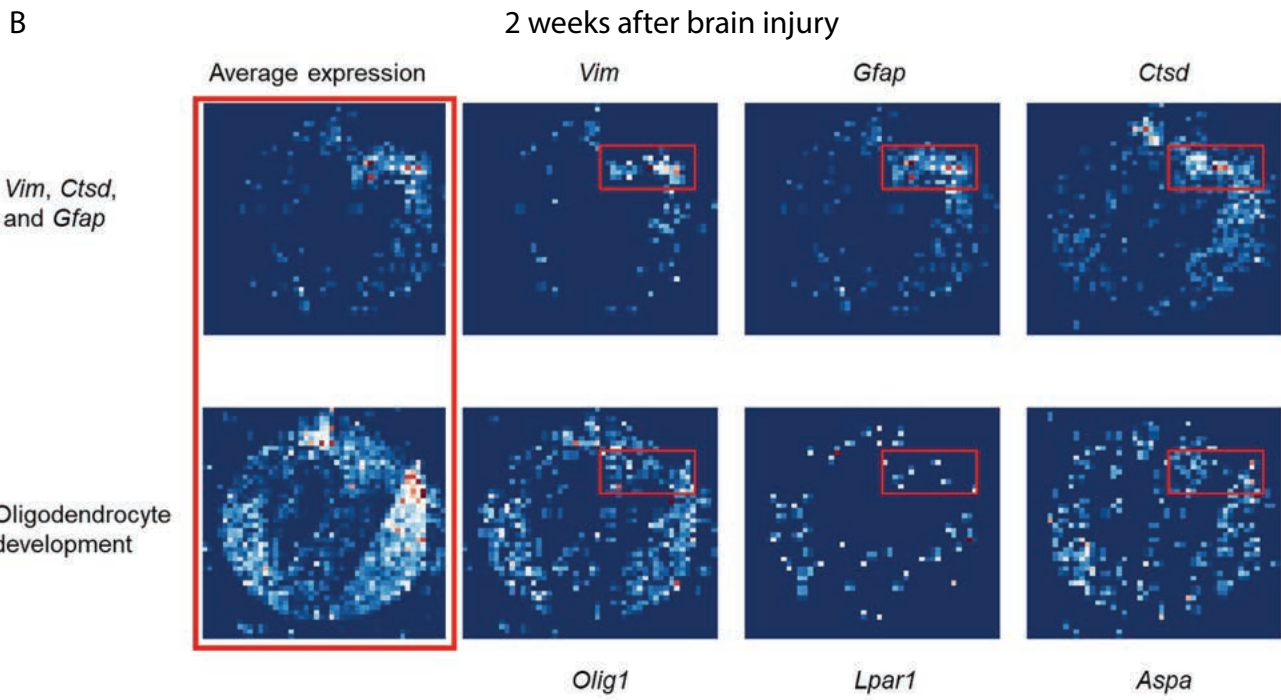 B
2 weeks after brain injury
Average expression
Vim
Gfap
Ctsd
Vim, Ctsd,
and Gfap
Oligodendrocyte
development
Olig1
Lpar1
Aspa